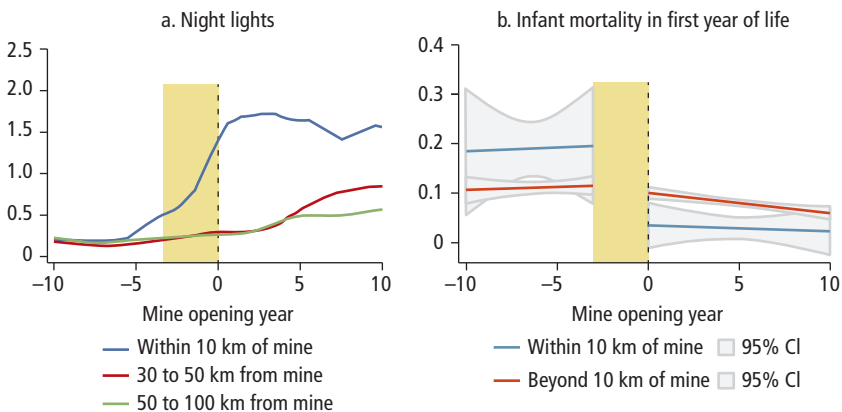 a. Night lights
2.5
2.0
1.5
1.0
0.5
0
–10
–5
0
5
10
Mine opening year
Within 10 km of mine
30 to 50 km from mine
50 to 100 km from mine
b. Infant mortality in first year of life
0.4
0.3
0.2
0.1
0
–10
–5
0
5
10
Mine opening year
Within 10 km of mine 95% CI
Beyond 10 km of mine 95% CI